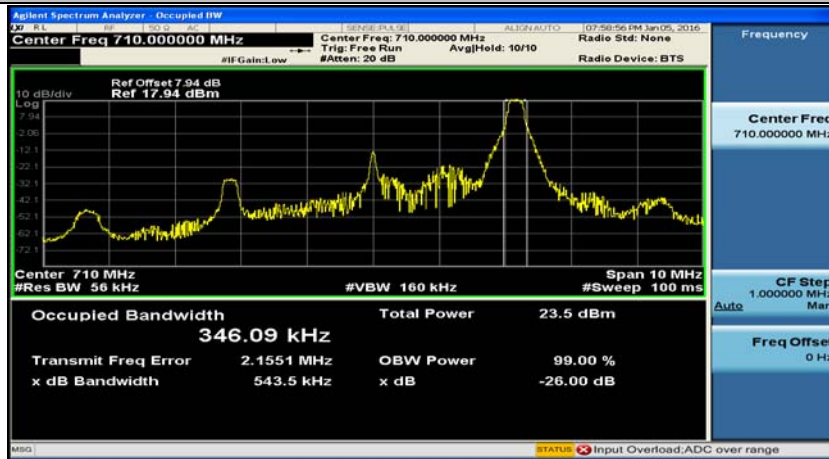 Agilent Spectrum Analyzer - Occupied BW
LXI RL RF 50 Ω AC SENSE:PULSE ALIGN AUTO 07:58:56 PM Jan 05, 2016
Center Freq 710.000000 MHz
Center Freq: 710.000000 MHz
Radio Std: None
Trig: Free Run Avg|Hold: 10/10
#IFGain:Low #Atten: 20 dB Radio Device: BTS
Ref Offset 7.94 dB
10 dB/div Ref 17.94 dBm
Log
7.94
-2.06
-12.1
-22.1
-32.1
-42.1
-52.1
-62.1
-72.1
Center 710 MHz Span 10 MHz
#Res BW 56 kHz #VBW 160 kHz #Sweep 100 ms
Occupied Bandwidth Total Power 23.5 dBm
346.09 kHz
Transmit Freq Error 2.1551 MHz OBW Power 99.00 %
x dB Bandwidth 543.5 kHz x dB -26.00 dB
MSG STATUS Input Overload;ADC over range
Frequency
Center Freq
710.000000 MHz
CF Step
1.000000 MHz
Auto Man
Freq Offset
0 Hz